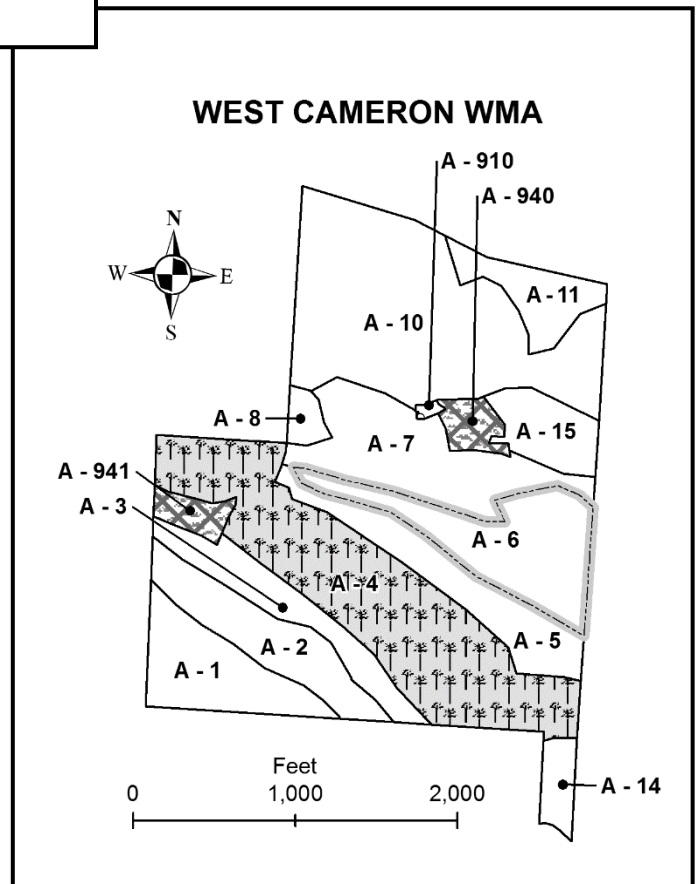 WEST CAMERON WMA
A - 910
A - 940
N
W E
S
A - 11
A - 10
A - 8
A - 7
A - 15
A - 941
A - 3
A - 6
A - 4
A - 5
A - 2
A - 1
Feet
0 1,000 2,000
A - 14